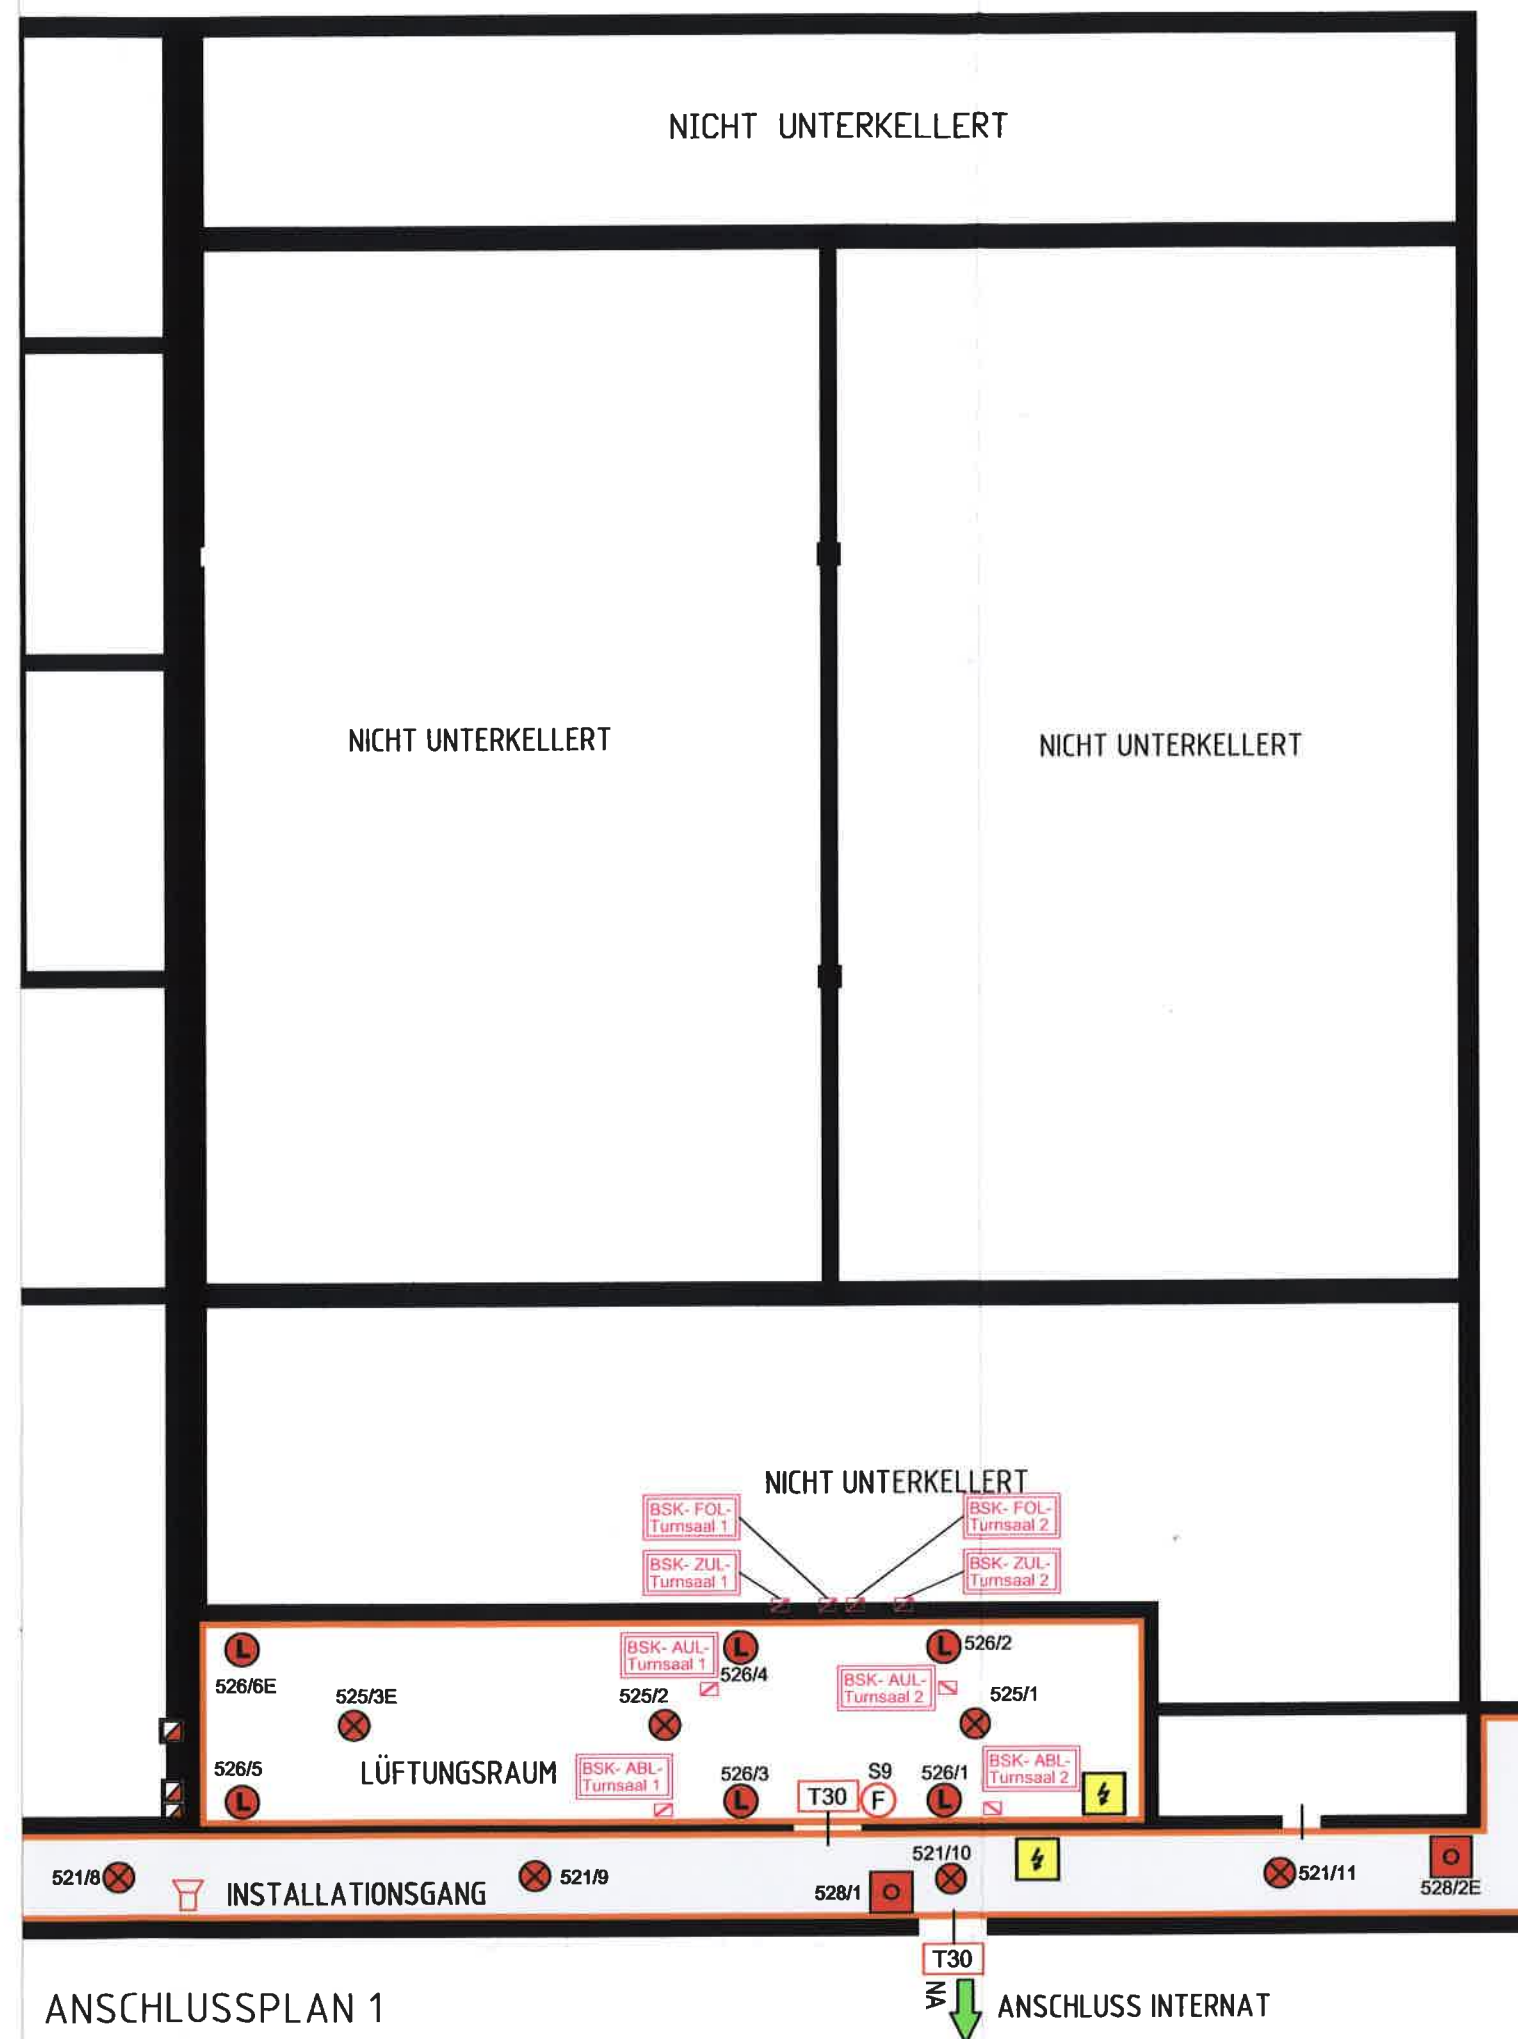 NICHT UNTERKELLERT
NICHT UNTERKELLERT
NICHT UNTERKELLERT
NICHT UNTERKELLERT
BSK- FOL-
Turnsaal 1
BSK- FOL-
Turnsaal 2
BSK- ZUL-
Turnsaal 1
BSK- ZUL-
Turnsaal 2
L
526/6E
BSK- AUL-
Turnsaal 1
L
526/4
L
526/2
BSK- AUL-
Turnsaal 2
525/3E
525/2
525/1
526/5
L
LÜFTUNGSRAUM
BSK- ABL-
Turnsaal 1
526/3
L
T30
S9
F
526/1
L
BSK- ABL-
Turnsaal 2
521/8
INSTALLATIONSGANG
521/9
528/1
521/10
521/11
528/2E
T30
NA
ANSCHLUSS INTERNAT
ANSCHLUSSPLAN 1